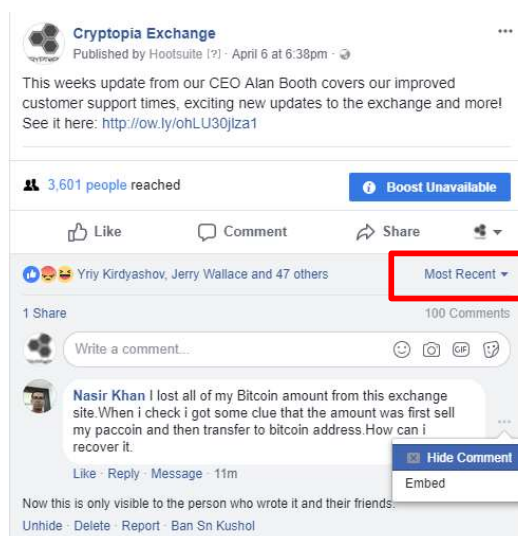 Cryptopia Exchange
Published by Hootsuite [?] · April 6 at 6:38pm ·
This weeks update from our CEO Alan Booth covers our improved
customer support times, exciting new updates to the exchange and more!
See it here: http://ow.ly/ohLU30jlza1
3,601 people reached
Boost Unavailable
Like Comment Share
Yriy Kirdyashov, Jerry Wallace and 47 others Most Recent
1 Share 100 Comments
Write a comment... GIF
Nasir Khan I lost all of my Bitcoin amount from this exchange
site.When i check i got some clue that the amount was first sell
my paccoin and then transfer to bitcoin address.How can i
recover it.
Hide Comment
Embed
Like · Reply · Message · 11m
Now this is only visible to the person who wrote it and their friends.
Unhide · Delete · Report · Ban Sn Kushol